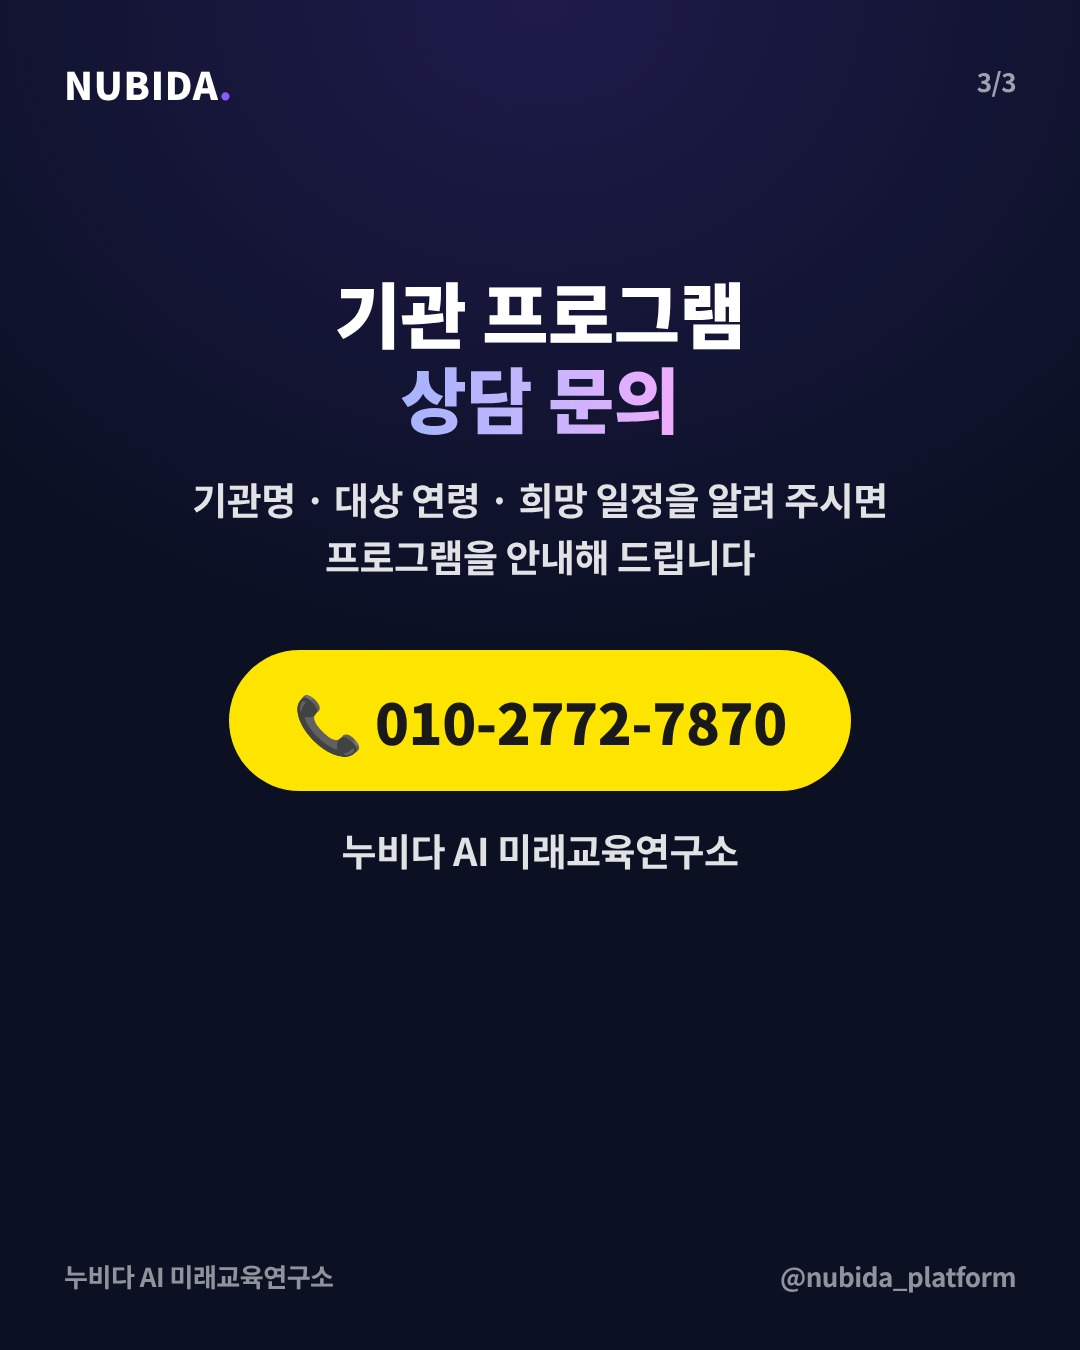 NUBIDA.
3/3
기관 프로그램
상담 문의
기관명 · 대상 연령 · 희망 일정을 알려 주시면
프로그램을 안내해 드립니다
📞 010-2772-7870
누비다 AI 미래교육연구소
누비다 AI 미래교육연구소
@nubida_platform